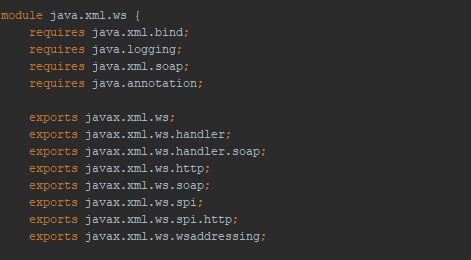 module java.xml.ws {
requires java.xml.bind;
requires java.logging;
requires java.xml.soap;
requires java.annotation;
exports javax.xml.ws;
exports javax.xml.ws.handler;
exports javax.xml.ws.handler.soap;
exports javax.xml.ws.http;
exports javax.xml.ws.soap;
exports javax.xml.ws.spi;
exports javax.xml.ws.spi.http;
exports javax.xml.ws.wsaddressing;